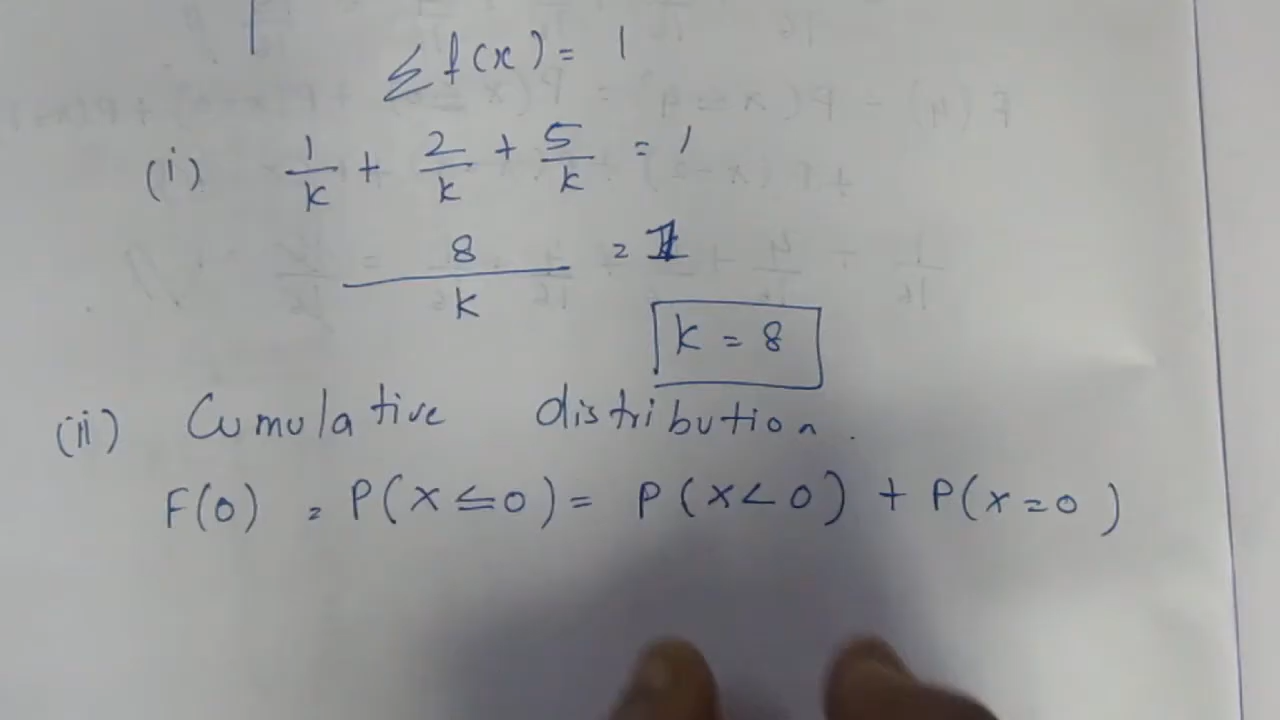 ∑ f(x) = 1
(i) 1/k + 2/k + 5/k = 1
8/k = 1
k = 8
(ii) Cumulative distribution.
F(0) = P(X ≤ 0) = P(X < 0) + P(X = 0)